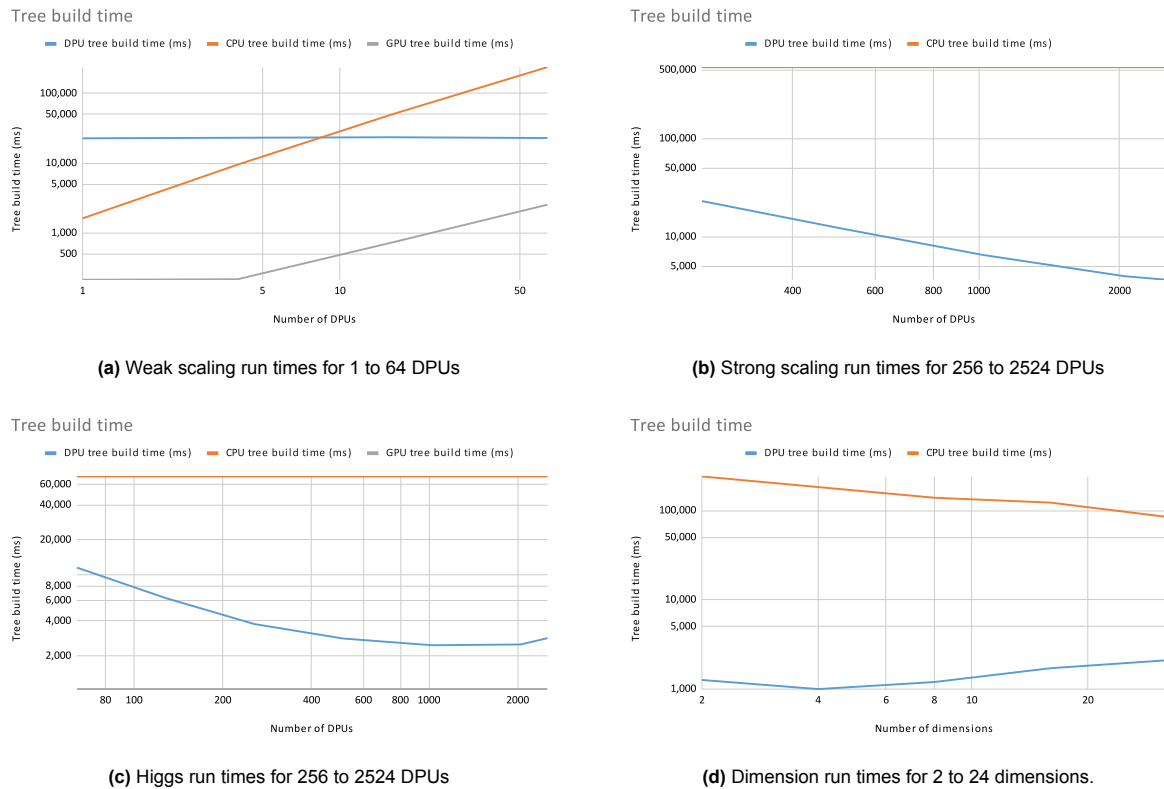 Tree build time
DPU tree build time (ms) CPU tree build time (ms) GPU tree build time (ms)
100,000
50,000
10,000
5,000
1,000
500
Tree build time (ms)
1 5 10 50
Number of DPUs
(a) Weak scaling run times for 1 to 64 DPUs
Tree build time
DPU tree build time (ms) CPU tree build time (ms)
500,000
100,000
50,000
10,000
5,000
Tree build time (ms)
400 600 800 1000 2000
Number of DPUs
(b) Strong scaling run times for 256 to 2524 DPUs
Tree build time
DPU tree build time (ms) CPU tree build time (ms) GPU tree build time (ms)
60,000
40,000
20,000
8,000
6,000
4,000
2,000
Tree build time (ms)
80 100 200 400 600 800 1000 2000
Number of DPUs
(c) Higgs run times for 256 to 2524 DPUs
Tree build time
DPU tree build time (ms) CPU tree build time (ms)
100,000
50,000
10,000
5,000
1,000
Tree build time (ms)
2 4 6 8 10 20
Number of dimensions
(d) Dimension run times for 2 to 24 dimensions.